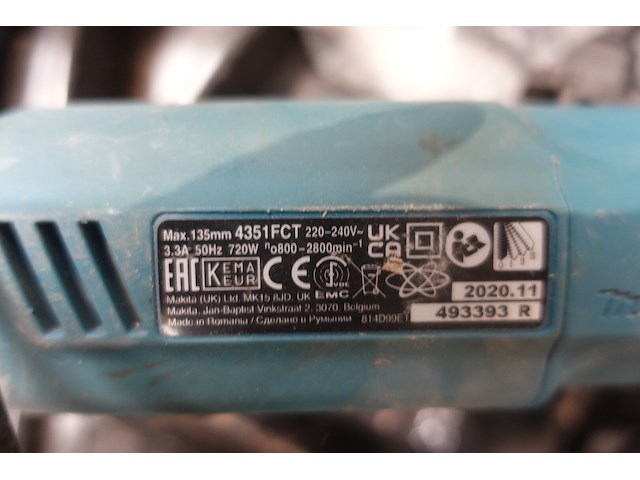 Max.135mm 4351FCT 220-240V~ UK CA
3.3A 50Hz 720W n0800-2800min-1
EAC KEMA KEUR CE EMC
2020.11
Makita (UK) Ltd. MK15 8JD, UK
Makita, Jan-Baptist Vinkstraat 2, 3070, Belgium
493393 R
Made in Romania / Сделано в Румынии